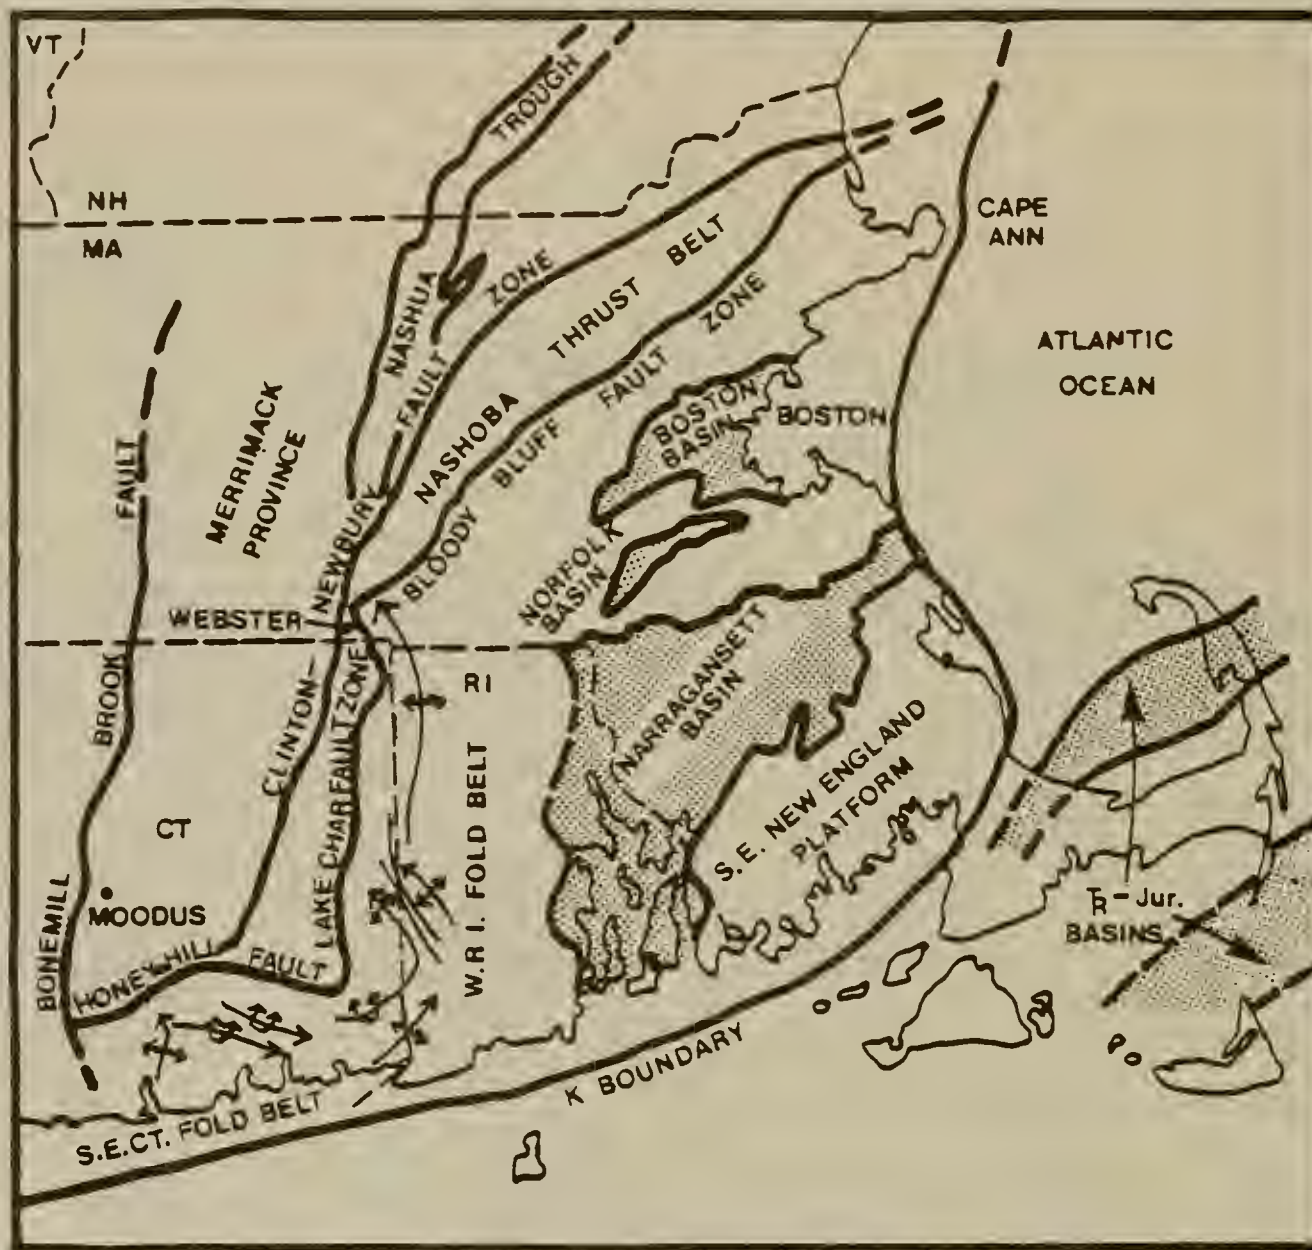 VT
NH
MA
NASHUA
TROUGH
CAPE
ANN
ATLANTIC
OCEAN
CLINTON-
NEWBURY
FAULT
ZONE
NASHOBA
THRUST
BELT
BLOODY
BLUFF
FAULT
ZONE
MERRIMACK
PROVINCE
BOSTON
BASIN
BOSTON
NORFOLK
BASIN
WEBSTER
BONEMILL
BROOK
FAULT
RI
NARRAGANSETT
BASIN
LAKE CHAR FAULT ZONE
W.R I. FOLD BELT
S.E. NEW ENGLAND
PLATFORM
CT
MOODUS
HONEY HILL
FAULT
TR-Jur.
BASINS
K BOUNDARY
S.E.CT. FOLD BELT